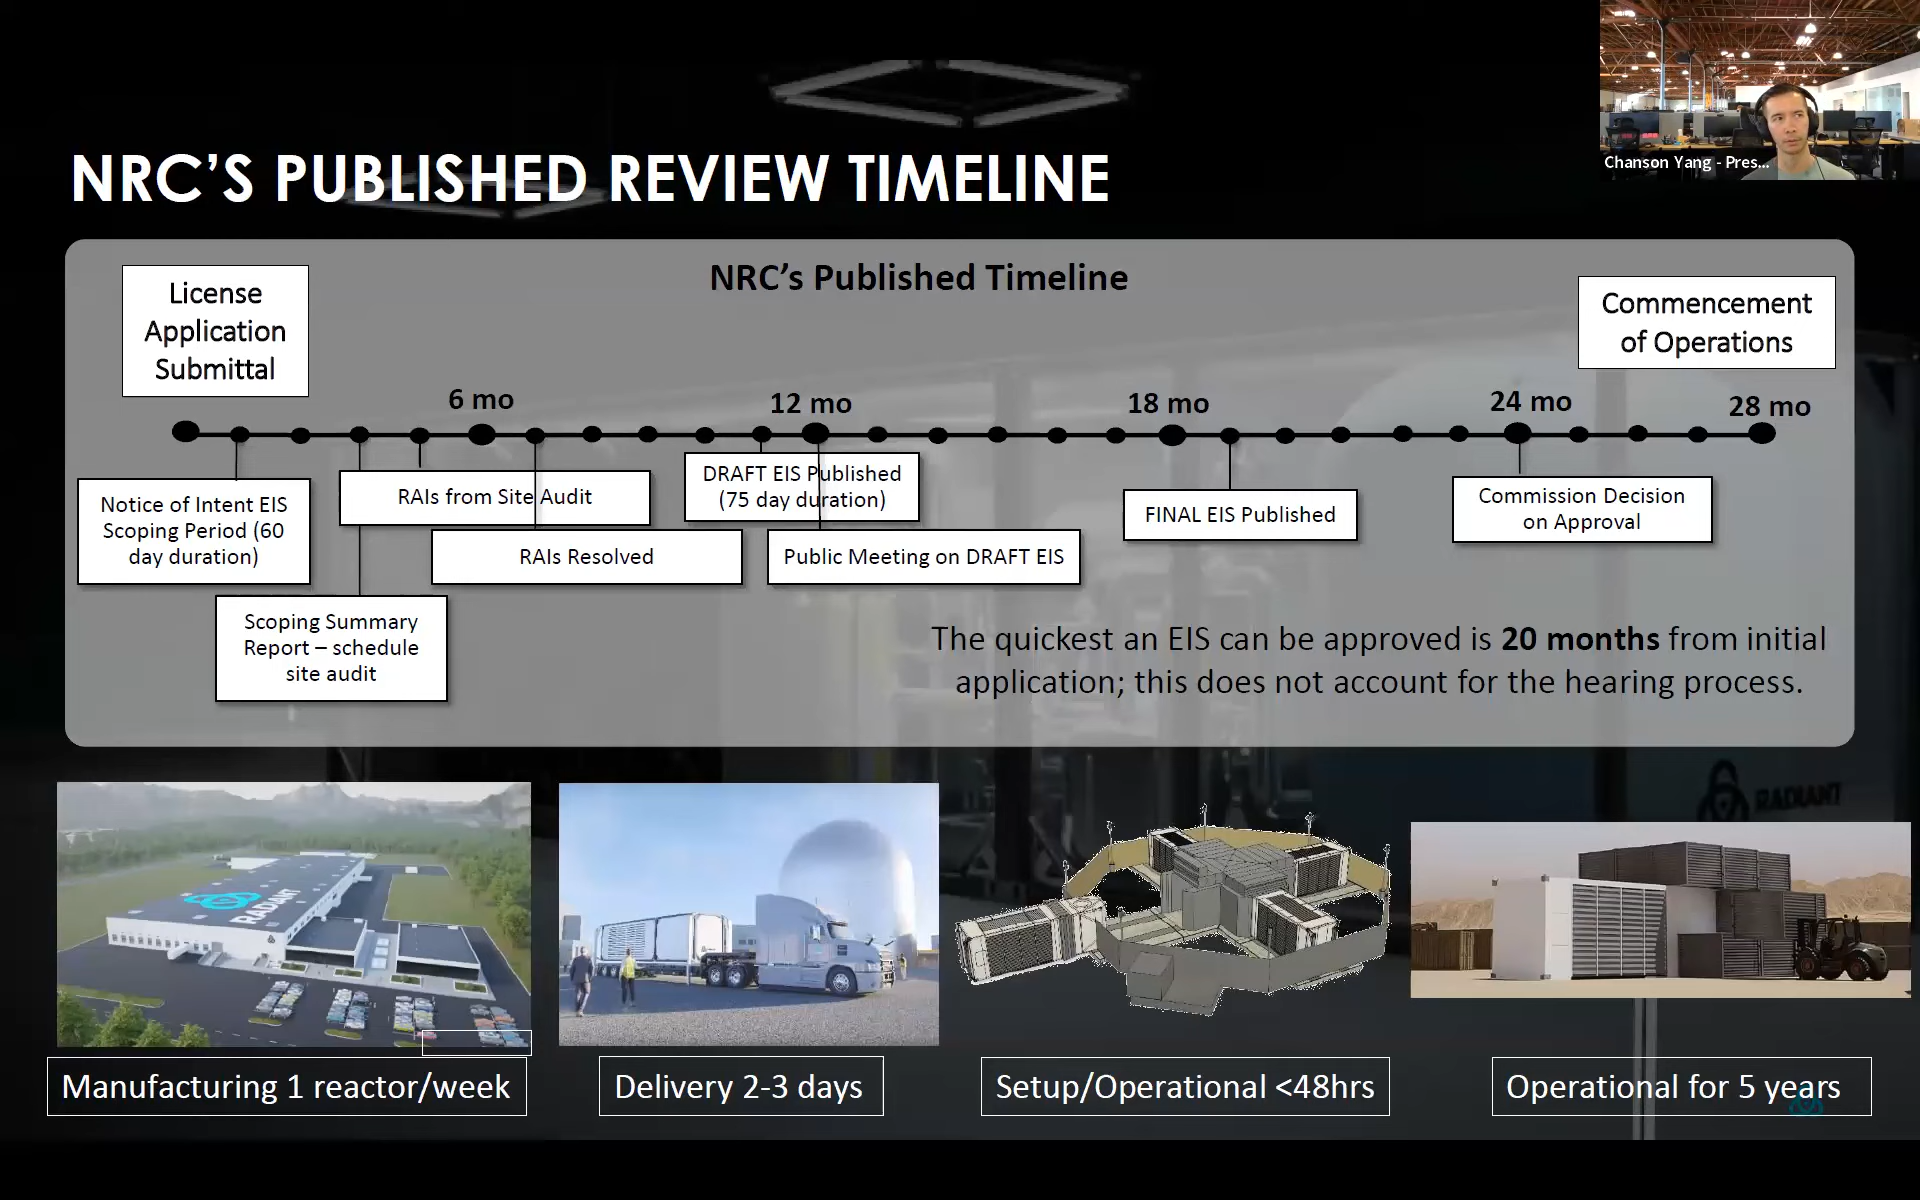 Chanson Yang - Pres...
NRC’S PUBLISHED REVIEW TIMELINE
NRC’s Published Timeline
License
Application
Submittal
Commencement
of Operations
6 mo
12 mo
18 mo
24 mo
28 mo
Notice of Intent EIS
Scoping Period (60
day duration)
RAIs from Site Audit
RAIs Resolved
DRAFT EIS Published
(75 day duration)
Public Meeting on DRAFT EIS
FINAL EIS Published
Commission Decision
on Approval
Scoping Summary
Report – schedule
site audit
The quickest an EIS can be approved is 20 months from initial
application; this does not account for the hearing process.
RADIANT
RADIANT
Manufacturing 1 reactor/week
Delivery 2-3 days
Setup/Operational <48hrs
Operational for 5 years